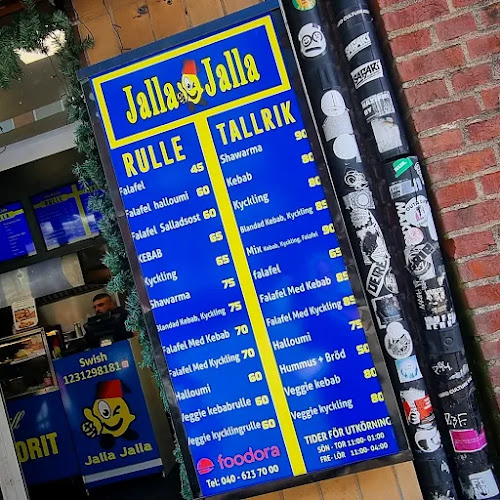 Jalla Jalla
RULLE
Falafel 45
Falafel halloumi 60
Falafel Salladsost 60
KEBAB 65
Kyckling 65
Shawarma 75
Blandad Kebab, Kyckling 75
Falafel Med Kebab 70
Falafel Med Kyckling 70
Halloumi 60
Veggie kebabrulle 60
Veggie kycklingrulle 60
foodora
Tel: 040 - 623 70 00
TALLRIK
Shawarma 90
Kebab 80
Kyckling 80
Blandad Kebab, Kyckling 85
Mix Kebab, Kyckling, Falafel 90
falafel 65
Falafel Med Kebab 85
Falafel Med Kyckling 85
Halloumi 75
Hummus + Bröd 50
Veggie kebab 80
Veggie kyckling 80
TIDER FÖR UTKÖRNING
SÖN - TOR 11:00 - 01:00
FRE - LÖR 11:00 - 04:00
Swish
1231298181
Jalla Jalla
ORIT
RULLE